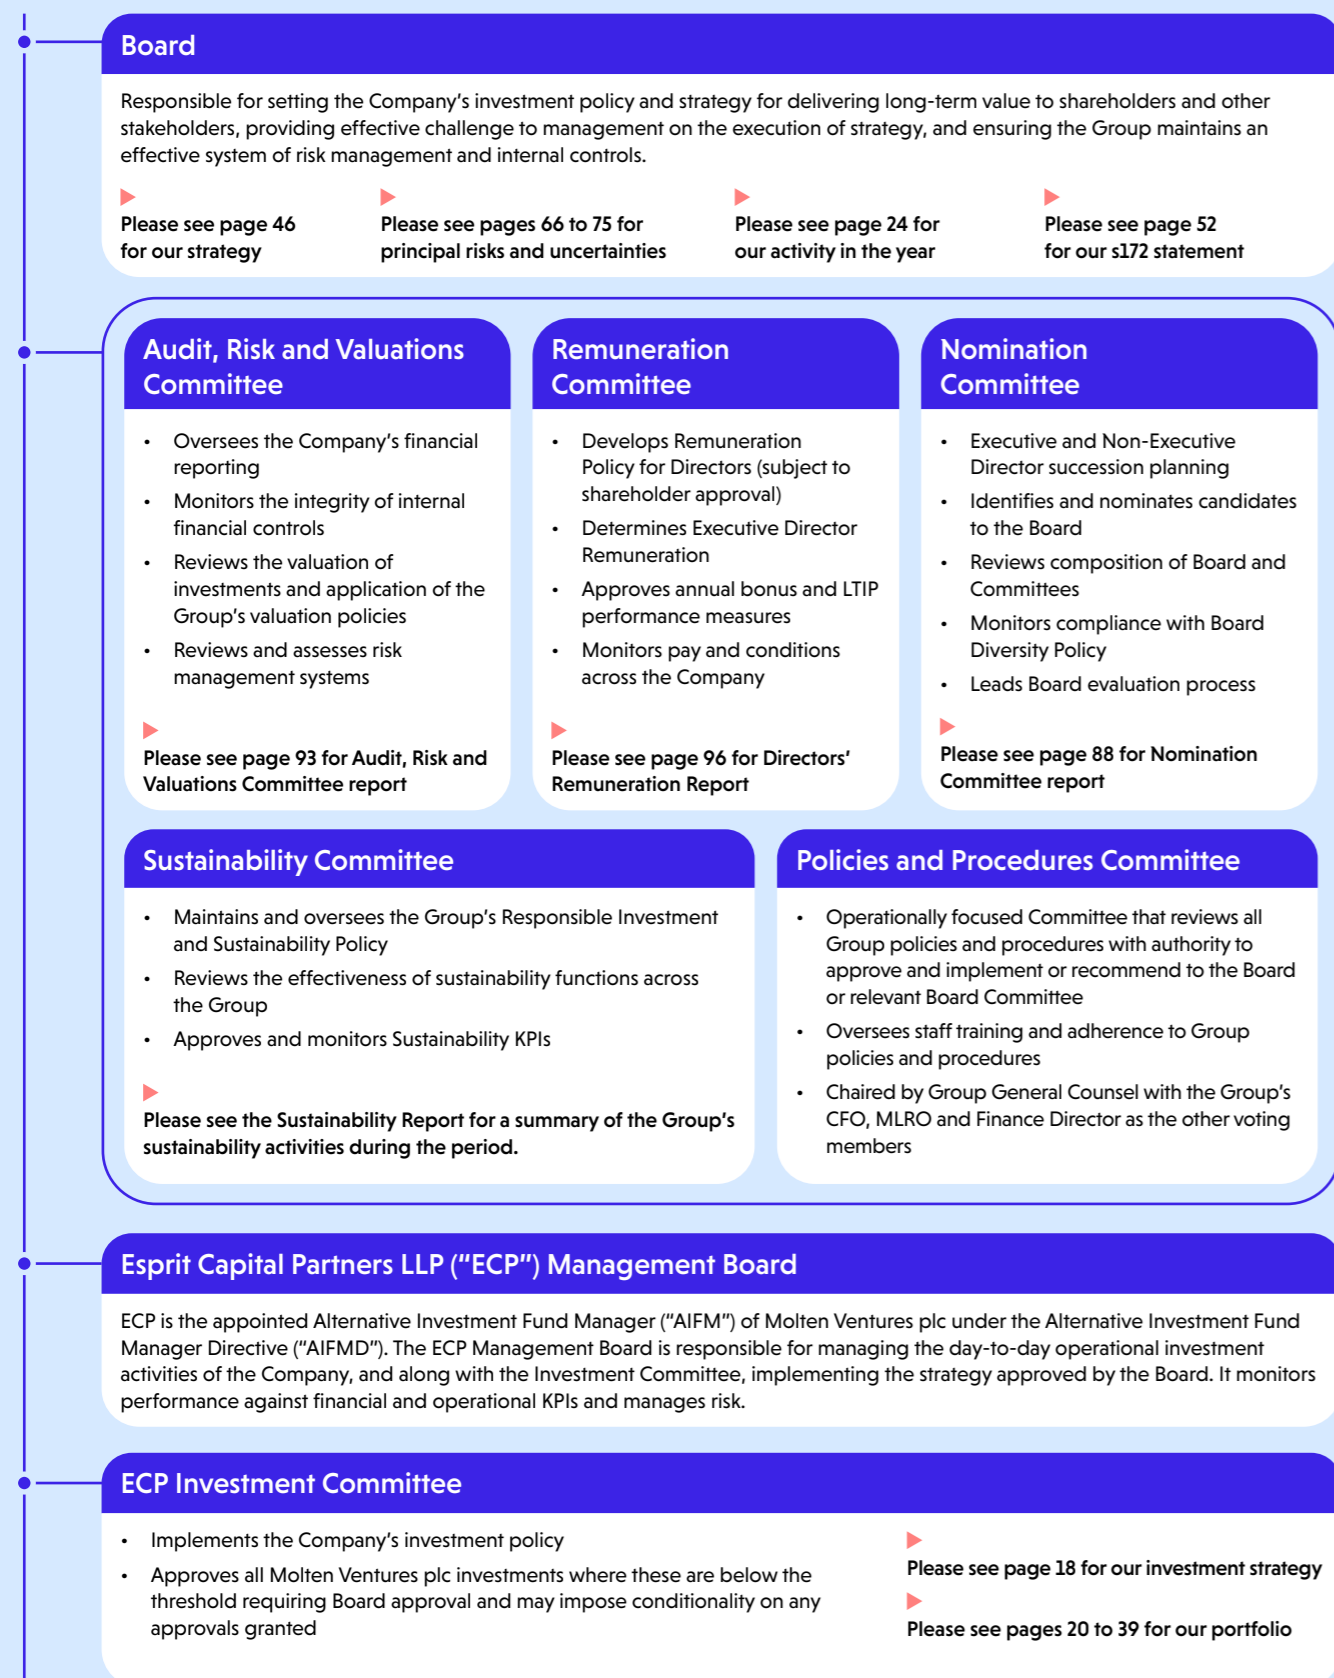 Board
Responsible for setting the Company's investment policy and strategy for delivering long-term value to shareholders and other
stakeholders, providing effective challenge to management on the execution of strategy, and ensuring the Group maintains an
effective system of risk management and internal controls.
Please see page 46
for our strategy
Please see pages 66 to 75 for
principal risks and uncertainties
Please see page 24 for
our activity in the year
Please see page 52
for our s172 statement
Audit, Risk and Valuations
Committee
• Oversees the Company's financial
reporting
• Monitors the integrity of internal
financial controls
• Reviews the valuation of
investments and application of the
Group's valuation policies
• Reviews and assesses risk
management systems
Please see page 93 for Audit, Risk and
Valuations Committee report
Remuneration
Committee
• Develops Remuneration
Policy for Directors (subject to
shareholder approval)
• Determines Executive Director
Remuneration
• Approves annual bonus and LTIP
performance measures
• Monitors pay and conditions
across the Company
Please see page 96 for Directors'
Remuneration Report
Nomination
Committee
• Executive and Non-Executive
Director succession planning
• Identifies and nominates candidates
to the Board
• Reviews composition of Board and
Committees
• Monitors compliance with Board
Diversity Policy
• Leads Board evaluation process
Please see page 88 for Nomination
Committee report
Sustainability Committee
• Maintains and oversees the Group's Responsible Investment
and Sustainability Policy
• Reviews the effectiveness of sustainability functions across
the Group
• Approves and monitors Sustainability KPIs
Please see the Sustainability Report for a summary of the Group's
sustainability activities during the period.
Policies and Procedures Committee
• Operationally focused Committee that reviews all
Group policies and procedures with authority to
approve and implement or recommend to the Board
or relevant Board Committee
• Oversees staff training and adherence to Group
policies and procedures
• Chaired by Group General Counsel with the Group's
CFO, MLRO and Finance Director as the other voting
members
Esprit Capital Partners LLP ("ECP") Management Board
ECP is the appointed Alternative Investment Fund Manager ("AIFM") of Molten Ventures plc under the Alternative Investment Fund
Manager Directive ("AIFMD"). The ECP Management Board is responsible for managing the day-to-day operational investment
activities of the Company, and along with the Investment Committee, implementing the strategy approved by the Board. It monitors
performance against financial and operational KPIs and manages risk.
ECP Investment Committee
• Implements the Company's investment policy
• Approves all Molten Ventures plc investments where these are below the
threshold requiring Board approval and may impose conditionality on any
approvals granted
Please see page 18 for our investment strategy
Please see pages 20 to 39 for our portfolio